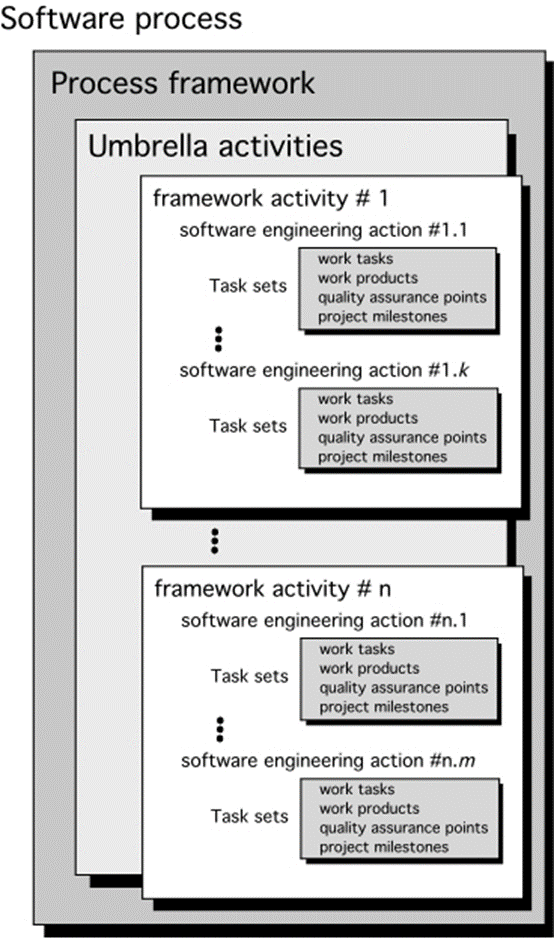 Software process
Process framework
Umbrella activities
framework activity # 1
software engineering action #1.1
Task sets
work tasks
work products
quality assurance points
project milestones
software engineering action #1.k
Task sets
work tasks
work products
quality assurance points
project milestones
framework activity # n
software engineering action #n.1
Task sets
work tasks
work products
quality assurance points
project milestones
software engineering action #n.m
Task sets
work tasks
work products
quality assurance points
project milestones